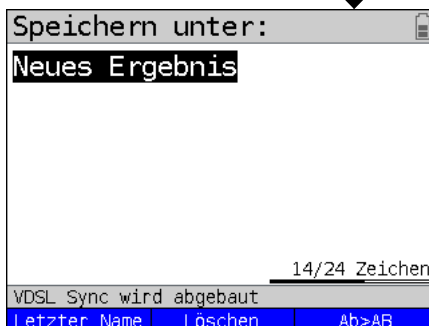 Speichern unter:
Neues Ergebnis
14/24 Zeichen
VDSL Sync wird abgebaut
Letzter Name Löschen Ab>AB